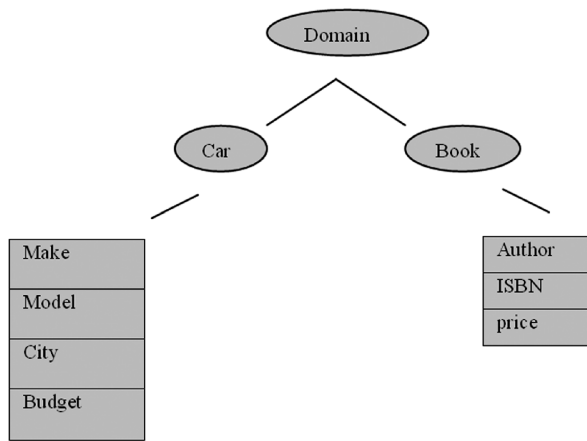 Domain
Car
Book
Make
Model
City
Budget
Author
ISBN
price